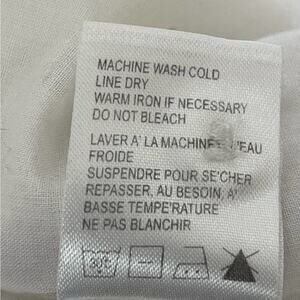 MACHINE WASH COLD
LINE DRY
WARM IRON IF NECESSARY
DO NOT BLEACH
LAVER A' LA MACHINE
FROIDE
SUSPENDRE POUR SE'CHER
REPASSER, AU BESOIN, A'
BASSE TEMPE'RATURE
NE PAS BLANCHIR